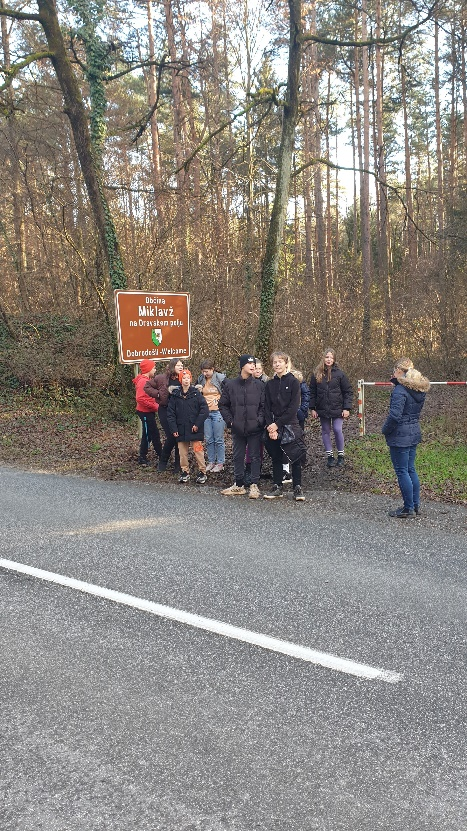 Občina
Miklavž
na Dravskem polju
Dobrodošli-Welcome